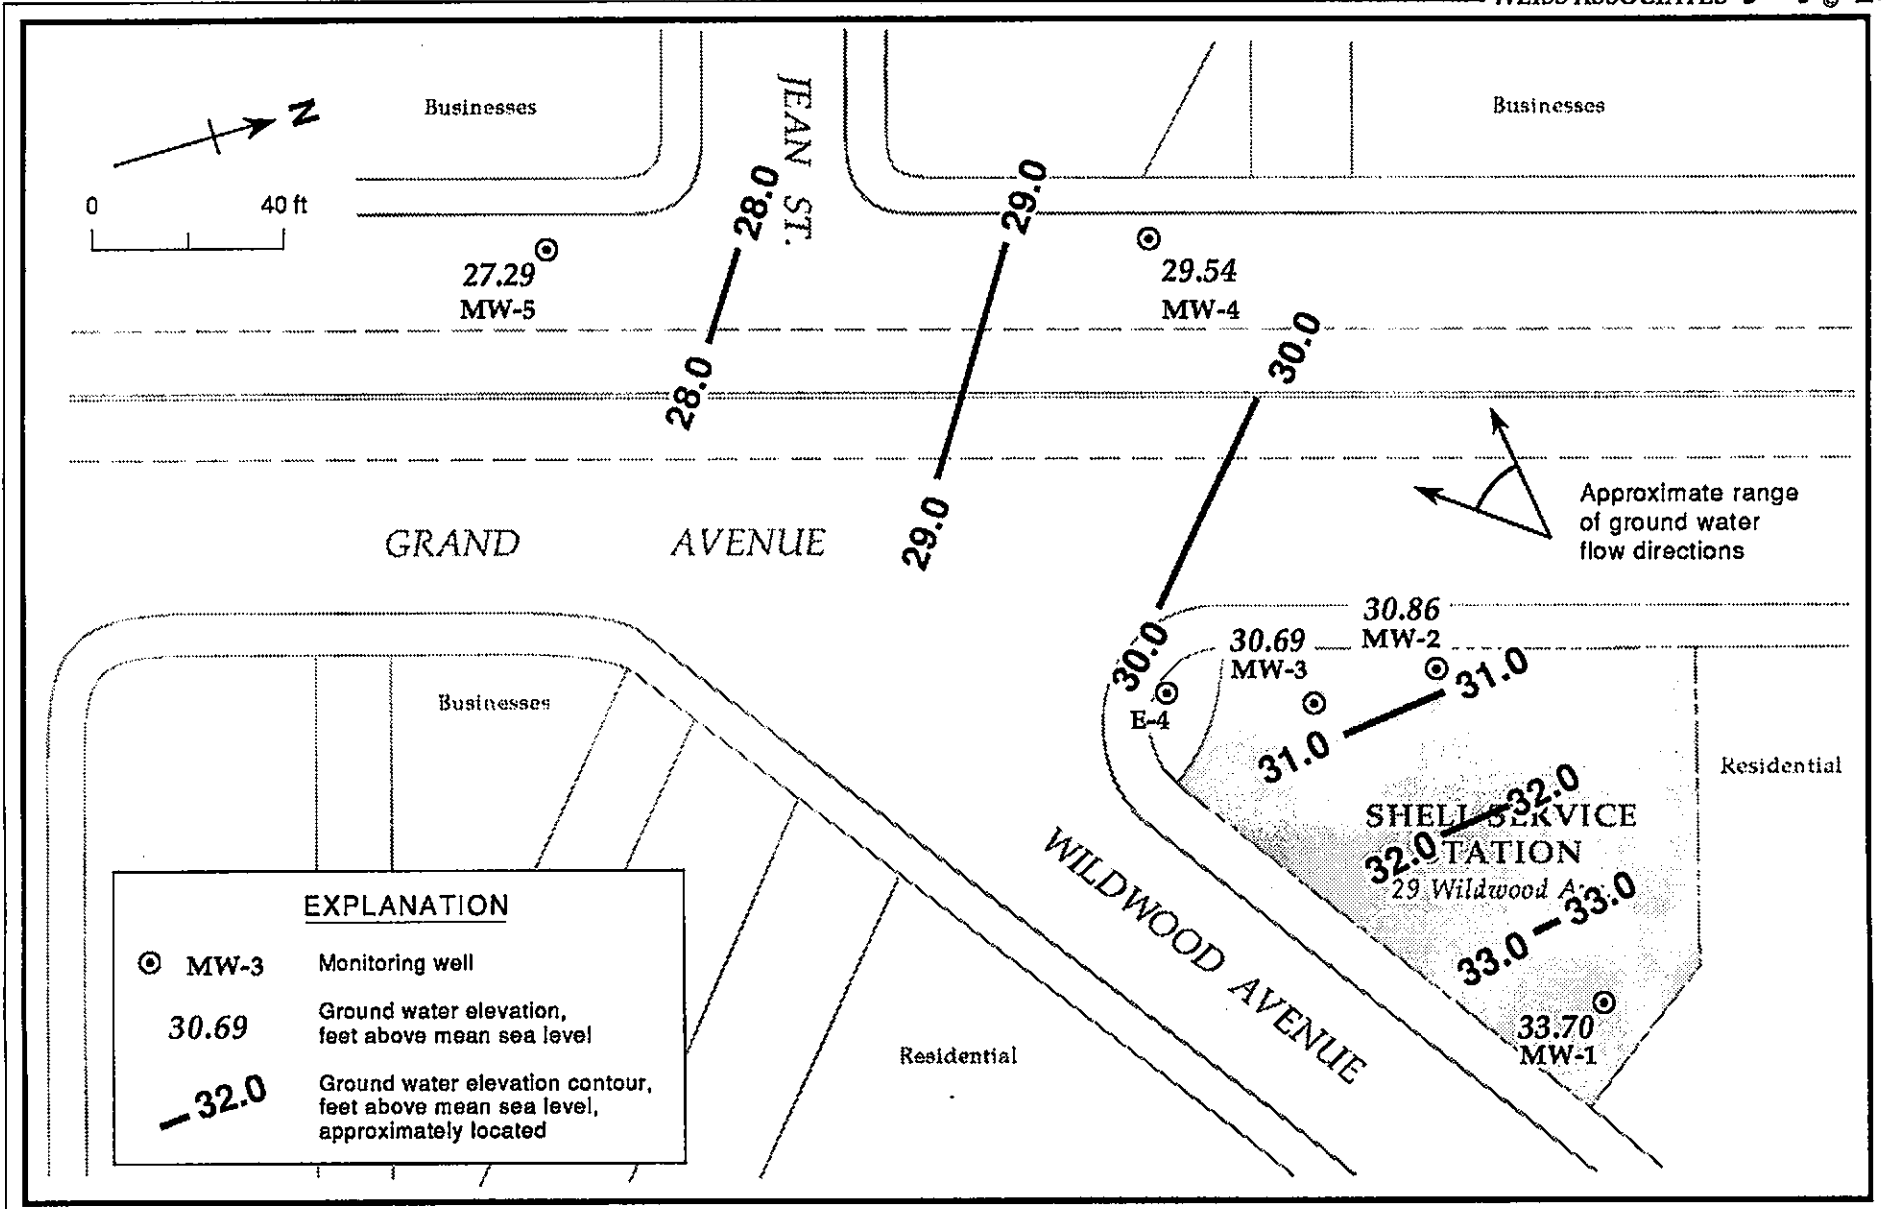 WEISS ASSOCIATES
N
0 40 ft
Businesses
JEAN ST.
Businesses
28.0
28.0
29.0
29.0
27.29
MW-5
29.54
MW-4
30.0
30.0
GRAND AVENUE
Approximate range
of ground water
flow directions
30.86
MW-2
30.69
MW-3
E-4
31.0
31.0
Businesses
Residential
32.0
32.0
SHELL SERVICE
STATION
29 Wildwood A
33.0
33.0
33.70
MW-1
WILDWOOD AVENUE
Residential
EXPLANATION
MW-3 Monitoring well
30.69 Ground water elevation,
feet above mean sea level
32.0 Ground water elevation contour,
feet above mean sea level,
approximately located